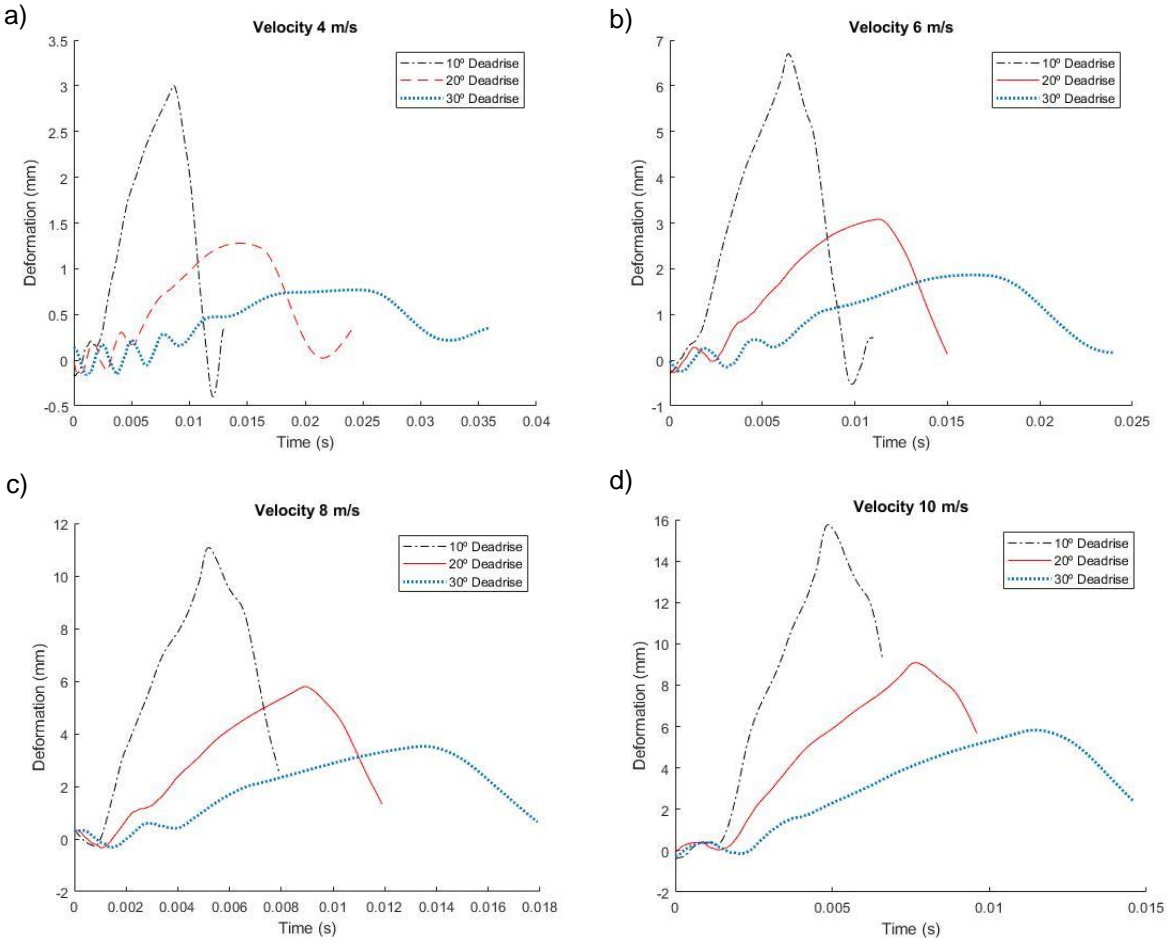 a)
Velocity 4 m/s
3.5
3
2.5
2
1.5
1
0.5
0
-0.5
Deformation (mm)
10º Deadrise
20º Deadrise
30º Deadrise
0 0.005 0.01 0.015 0.02 0.025 0.03 0.035 0.04
Time (s)
b)
Velocity 6 m/s
7
6
5
4
3
2
1
0
-1
Deformation (mm)
10º Deadrise
20º Deadrise
30º Deadrise
0 0.005 0.01 0.015 0.02 0.025
Time (s)
c)
Velocity 8 m/s
12
10
8
6
4
2
0
-2
Deformation (mm)
10º Deadrise
20º Deadrise
30º Deadrise
0 0.002 0.004 0.006 0.008 0.01 0.012 0.014 0.016 0.018
Time (s)
d)
Velocity 10 m/s
16
14
12
10
8
6
4
2
0
-2
Deformation (mm)
10º Deadrise
20º Deadrise
30º Deadrise
0 0.005 0.01 0.015
Time (s)